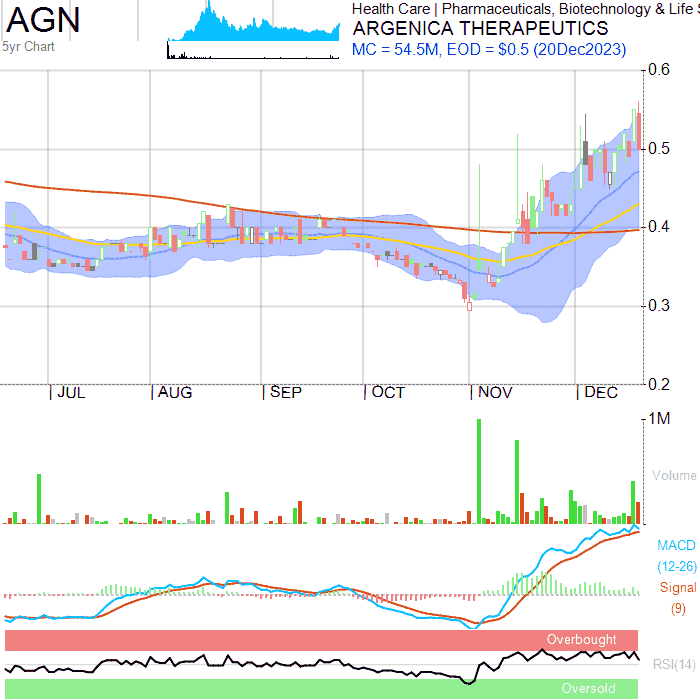 AGN
5yr Chart
Health Care | Pharmaceuticals, Biotechnology & Life S
ARGENICA THERAPEUTICS
MC = 54.5M, EOD = $0.5 (20Dec2023)
0.6
0.5
0.4
0.3
0.2
JUL AUG SEP OCT NOV DEC
1M
Volume
MACD
(12-26)
Signal
(9)
Overbought
RSI(14)
Oversold